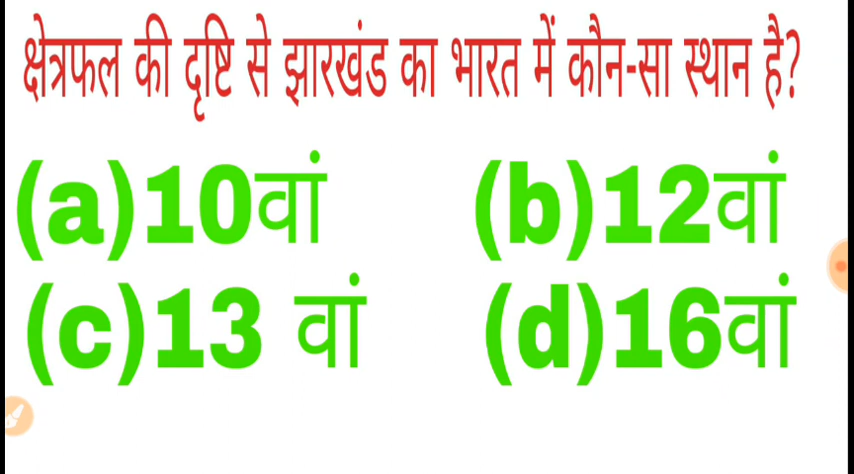 क्षेत्रफल की दृष्टि से झारखंड का भारत में कौन-सा स्थान है?
(a)10वां (b)12वां
(c)13 वां (d)16वां